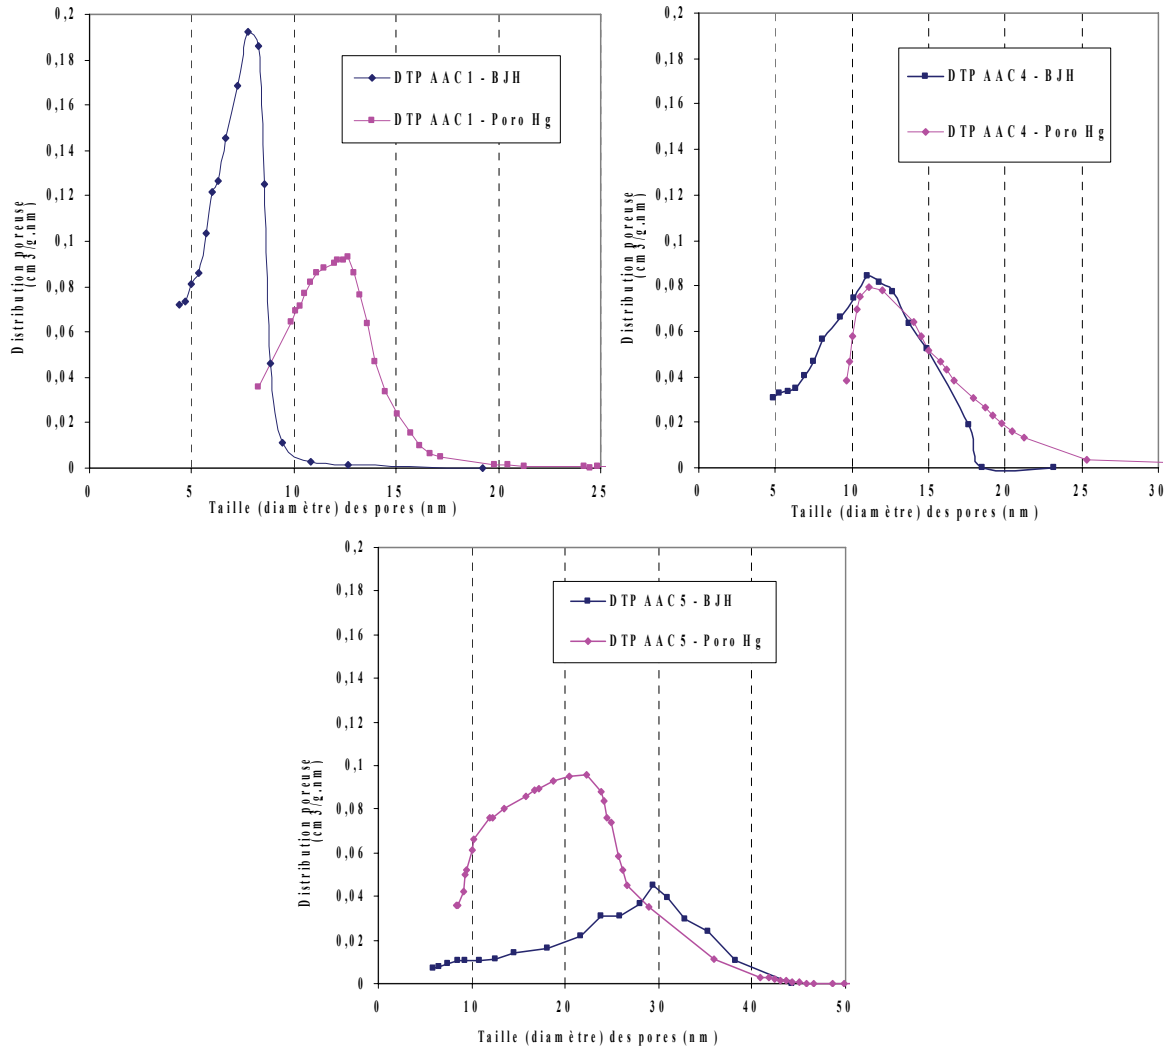 0,2
0,18
0,16
0,14
0,12
0,1
0,08
0,06
0,04
0,02
0
Distribution poreuse
(cm3/g.nm)
DTP AAC1 - BJH
DTP AAC1 - Poro Hg
0 5 10 15 20 25
Taille (diamètre) des pores (nm)
0,2
0,18
0,16
0,14
0,12
0,1
0,08
0,06
0,04
0,02
0
Distribution poreuse
(cm3/g.nm)
DTP AAC4 - BJH
DTP AAC4 - Poro Hg
0 5 10 15 20 25 30
Taille (diamètre) des pores (nm)
0,2
0,18
0,16
0,14
0,12
0,1
0,08
0,06
0,04
0,02
0
Distribution poreuse
(cm3/g.nm)
DTP AAC5 - BJH
DTP AAC5 - Poro Hg
0 10 20 30 40 50
Taille (diamètre) des pores (nm)